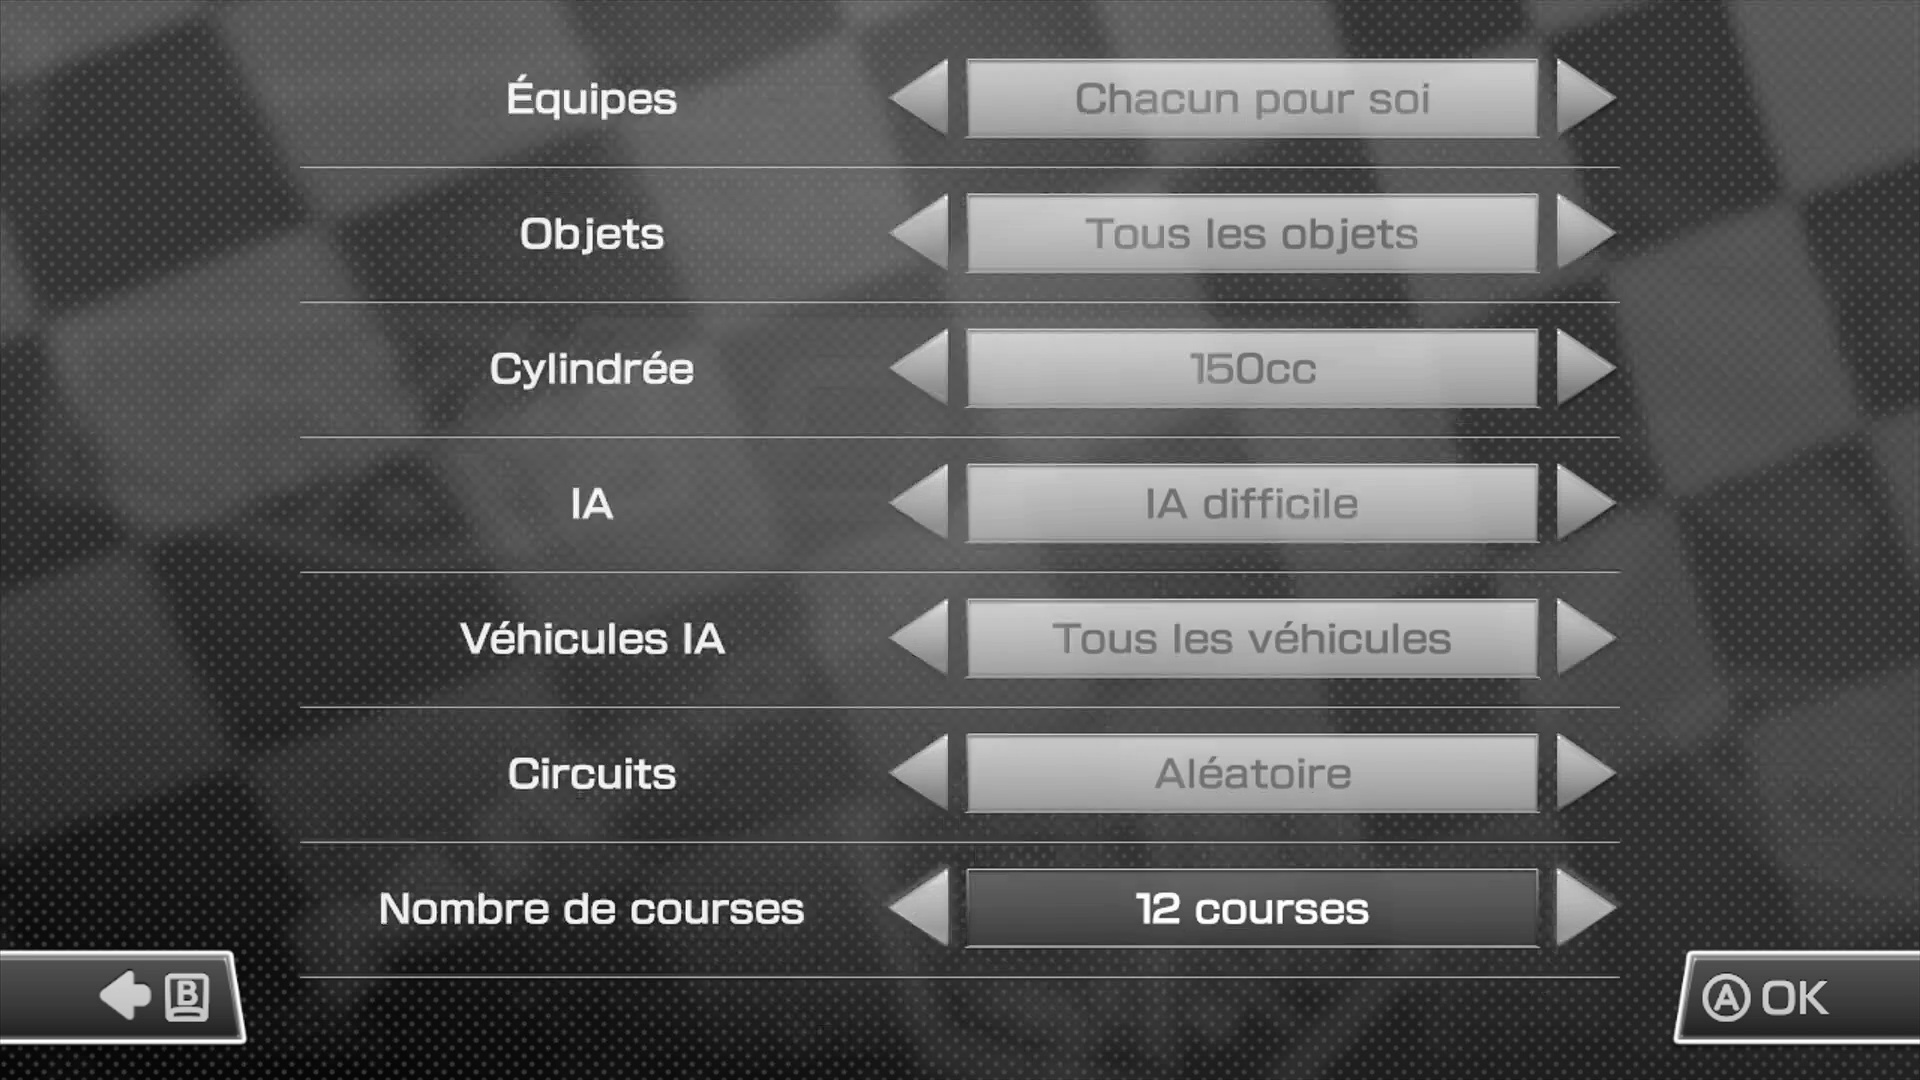 Équipes
Chacun pour soi
Objets
Tous les objets
Cylindrée
150cc
IA
IA difficile
Véhicules IA
Tous les véhicules
Circuits
Aléatoire
Nombre de courses
12 courses
B
A OK